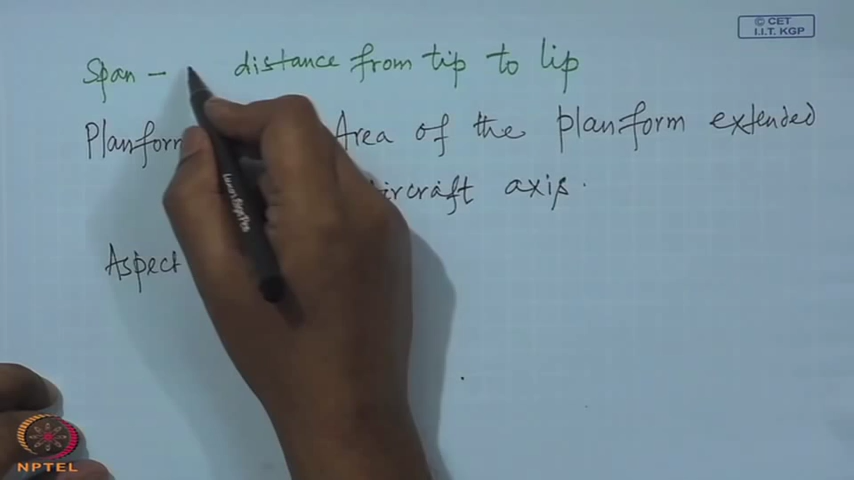 © CET
I.I.T. KGP
Span – distance from tip to lip
Planform Area of the planform extended
aircraft axis.
Aspect
NPTEL